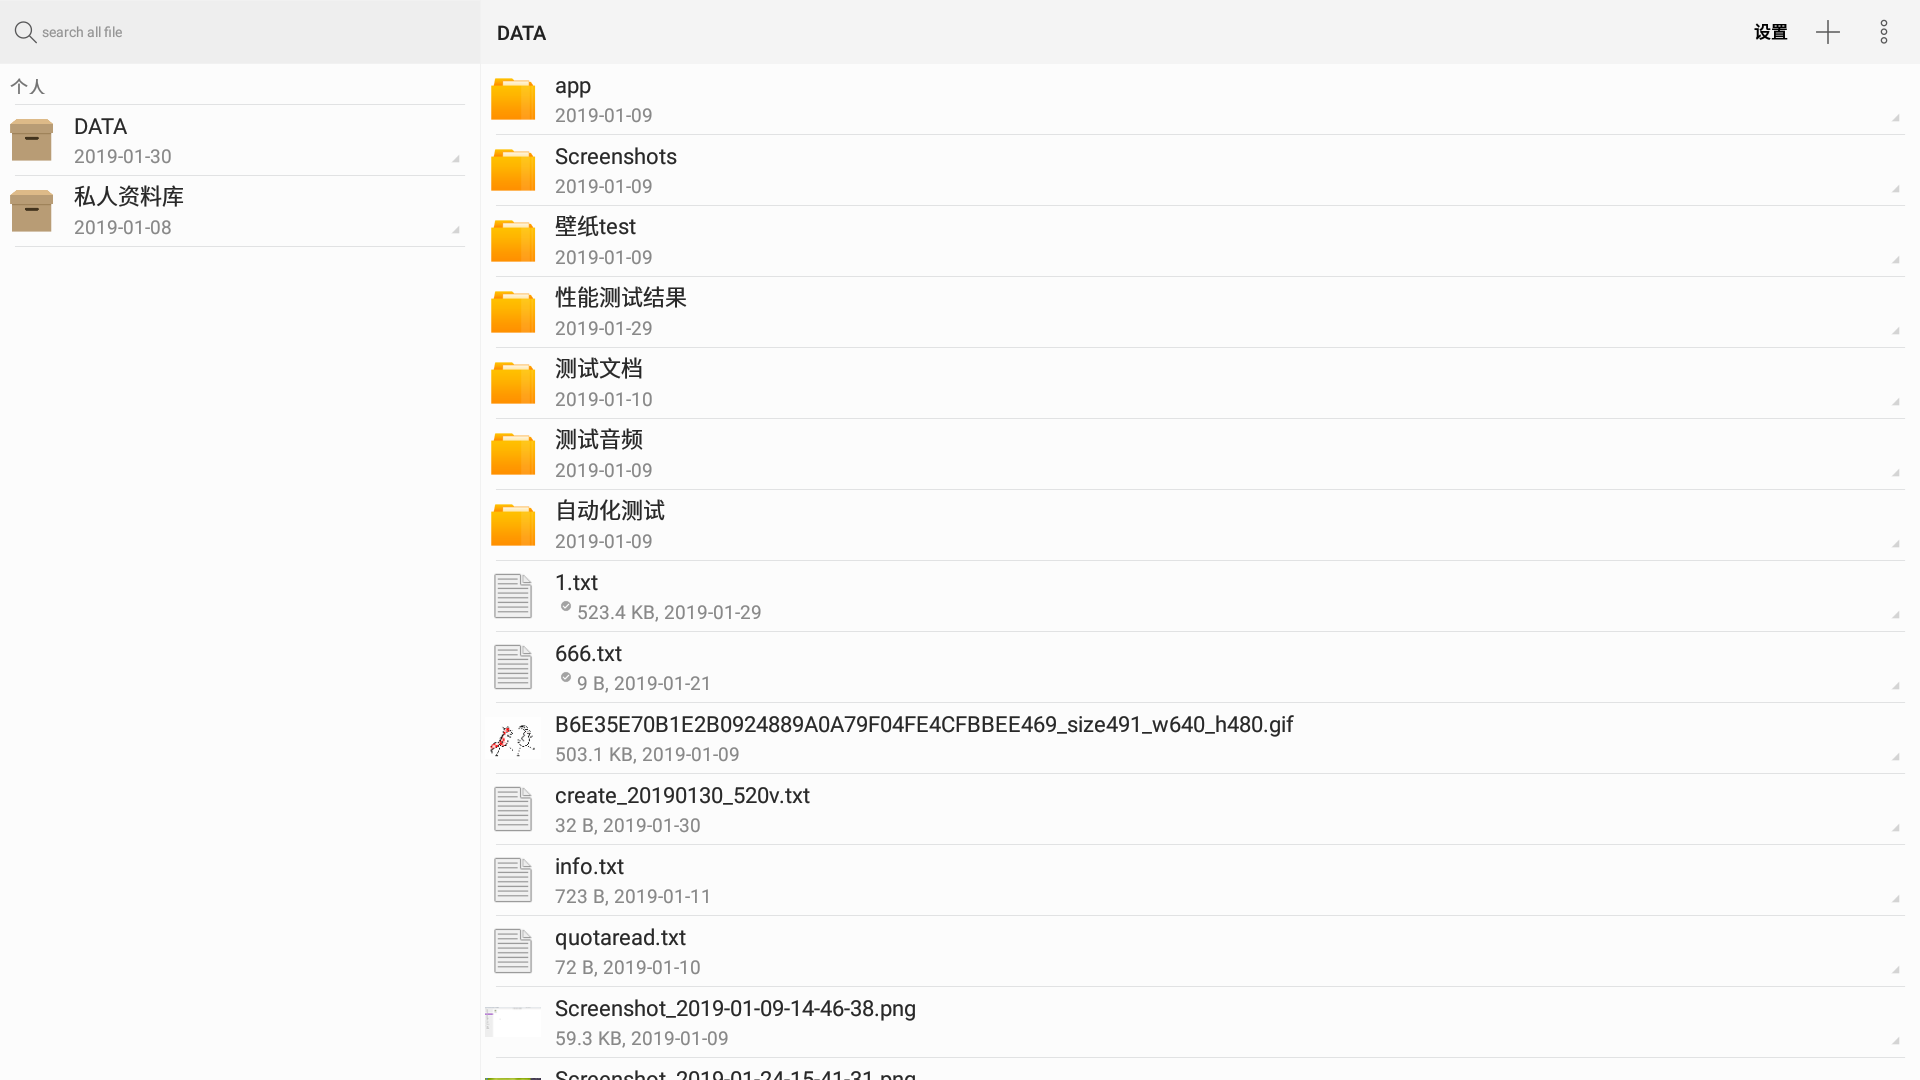 search all file
个人
DATA
2019-01-30
私人资料库
2019-01-08
DATA
设置
app
2019-01-09
Screenshots
2019-01-09
壁纸test
2019-01-09
性能测试结果
2019-01-29
测试文档
2019-01-10
测试音频
2019-01-09
自动化测试
2019-01-09
1.txt
523.4 KB, 2019-01-29
666.txt
9 B, 2019-01-21
B6E35E70B1E2B0924889A0A79F04FE4CFBBEE469_size491_w640_h480.gif
503.1 KB, 2019-01-09
create_20190130_520v.txt
32 B, 2019-01-30
info.txt
723 B, 2019-01-11
quotaread.txt
72 B, 2019-01-10
Screenshot_2019-01-09-14-46-38.png
59.3 KB, 2019-01-09
Screenshot_2019-01-24-15-41-31.png